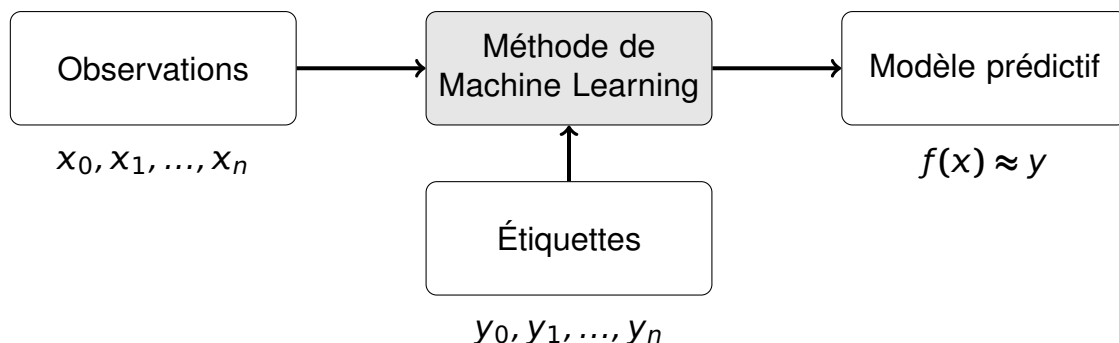 Observations
Méthode de
Machine Learning
Modèle prédictif
x₀, x₁, ..., xₙ
f(x) ≈ y
Étiquettes
y₀, y₁, ..., yₙ